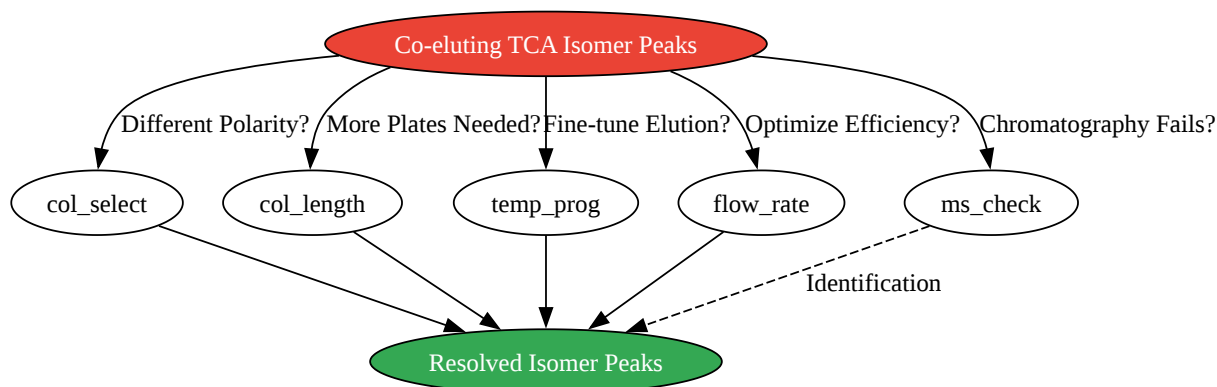 Co-eluting TCA Isomer Peaks
Different Polarity?
More Plates Needed?
Fine-tune Elution?
Optimize Efficiency?
Chromatography Fails?
col_select
col_length
temp_prog
flow_rate
ms_check
Identification
Resolved Isomer Peaks